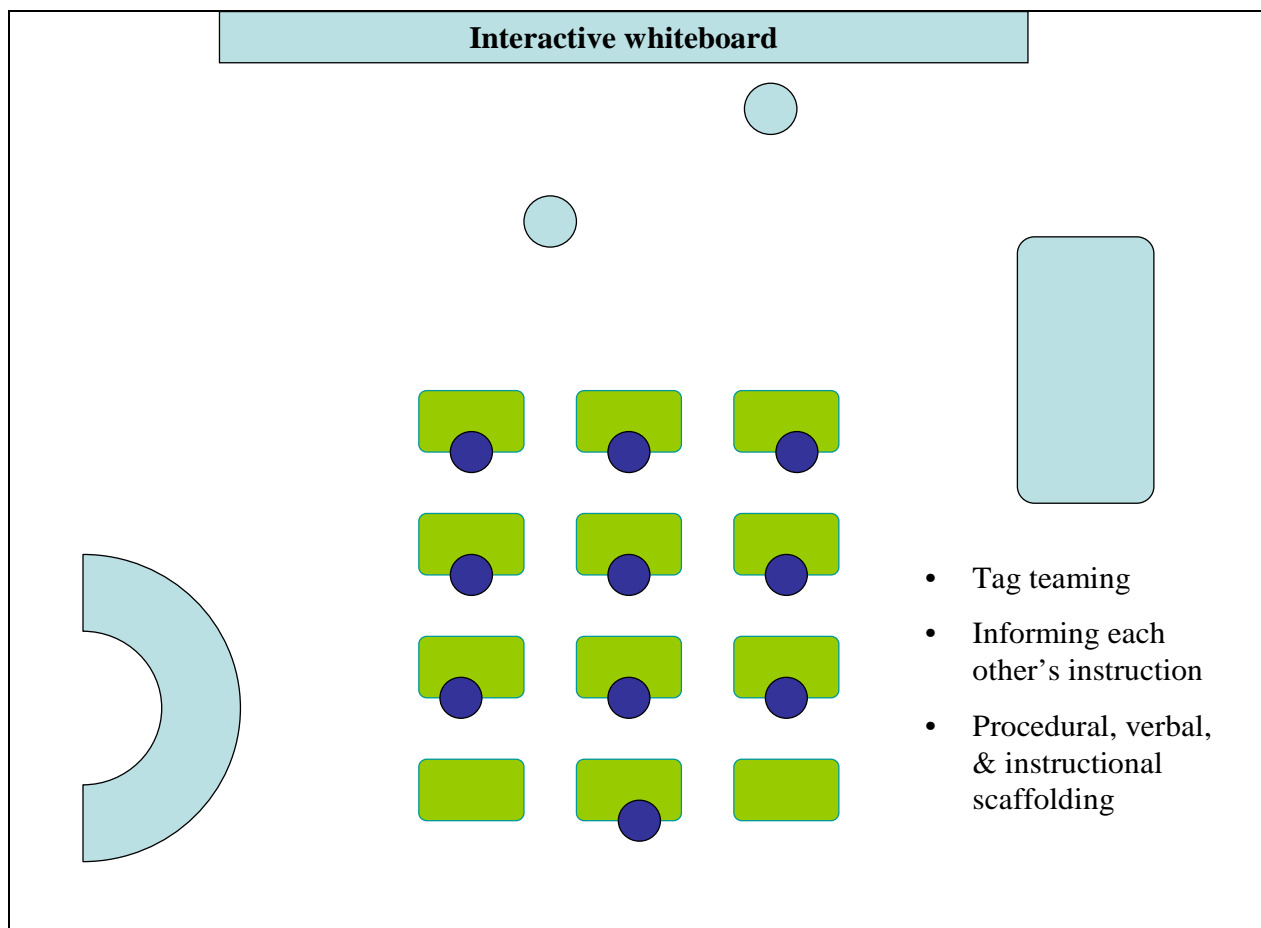 Interactive whiteboard
• Tag teaming
• Informing each
other’s instruction
• Procedural, verbal,
& instructional
scaffolding